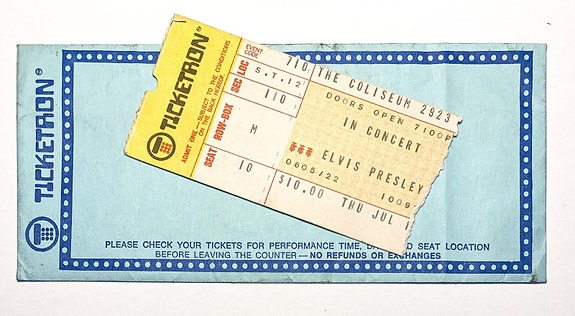 TICKETRON®
TICKETRON®
ADMIT ONE—SUBJECT TO THE CONDITIONS
ON THE BACK HEREOF
EVENT
CODE
LOC
SEC
ROW-BOX
SEAT
710 THE COLISEUM 2923
S.T.12
DOORS OPEN 7:00P
110
IN CONCERT
M
*** ELVIS PRESLEY
10
0605/22
1009
$10.00 THU JUL 1
PLEASE CHECK YOUR TICKETS FOR PERFORMANCE TIME, SEAT LOCATION
BEFORE LEAVING THE COUNTER—NO REFUNDS OR EXCHANGES